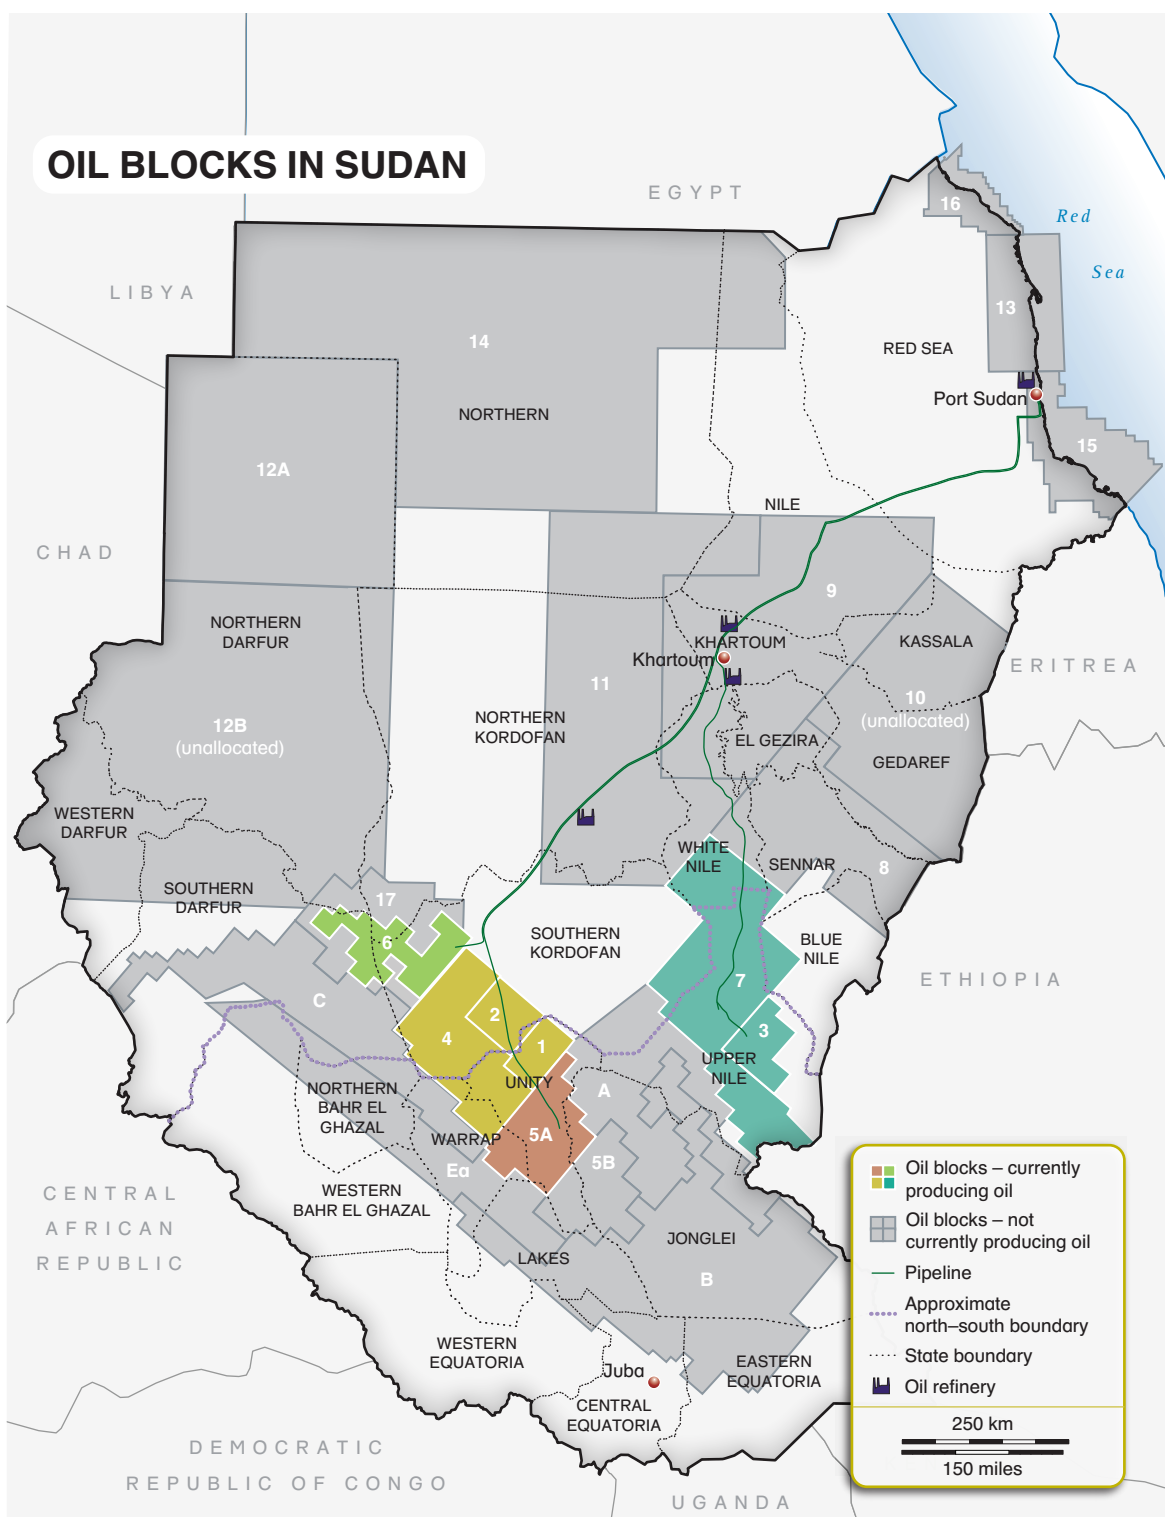 OIL BLOCKS IN SUDAN
EGYPT
LIBYA
CHAD
Red
Sea
16
13
14
RED SEA
Port Sudan
15
NORTHERN
12A
NILE
9
NORTHERN
DARFUR
KHARTOUM
Khartoum
KASSALA
ERITREA
11
10
(unallocated)
12B
(unallocated)
NORTHERN
KORDOFAN
EL GEZIRA
GEDAREF
WESTERN
DARFUR
WHITE
NILE
SENNAR
8
SOUTHERN
DARFUR
17
6
SOUTHERN
KORDOFAN
BLUE
NILE
ETHIOPIA
7
C
2
4
1
3
UPPER
NILE
UNITY
A
NORTHERN
BAHR EL
GHAZAL
WARRAP
5A
5B
Ea
WESTERN
BAHR EL GHAZAL
CENTRAL
AFRICAN
REPUBLIC
JONGLEI
LAKES
B
WESTERN
EQUATORIA
Juba
EASTERN
EQUATORIA
CENTRAL
EQUATORIA
DEMOCRATIC
REPUBLIC OF CONGO
UGANDA
Oil blocks – currently
producing oil
Oil blocks – not
currently producing oil
Pipeline
Approximate
north–south boundary
State boundary
Oil refinery
250 km
150 miles